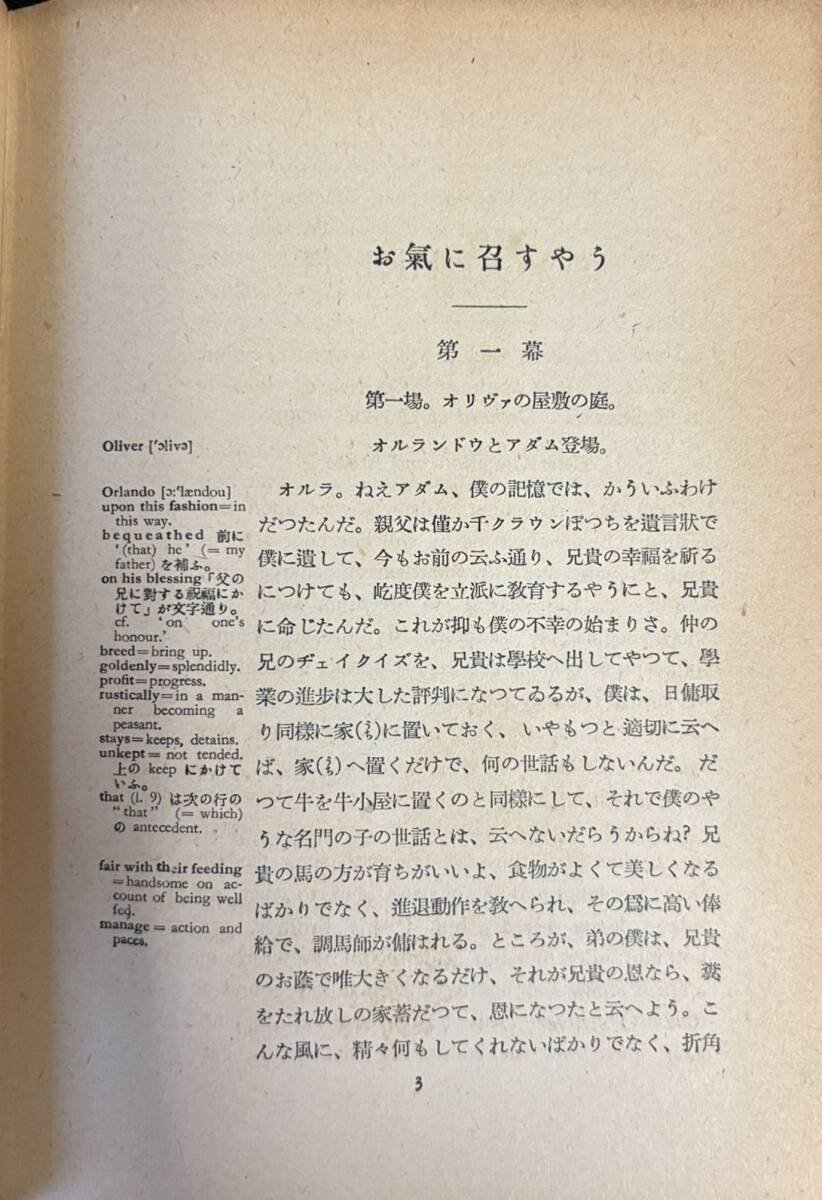 お氣に召すやう
第一幕
第一場。オリヴァの屋敷の庭。
オルランドウとアダム登場。
オルラ。ねえアダム、僕の記憶では、かういふわけ
だつたんだ。親父は僅か千クラウンぽつちを遺言狀で
僕に遺して、今もお前の云ふ通り、兄貴の幸福を祈る
につけても、屹度僕を立派に敎育するやうにと、兄貴
に命じたんだ。これが抑も僕の不幸の始まりさ。仲の
兄のヂェイクイズを、兄貴は學校へ出してやつて、學
業の進步は大した評判になつてゐるが、僕は、日傭取
り同樣に家(うち)に置いておく、いやもつと適切に云へ
ば、家(うち)へ置くだけで、何の世話もしないんだ。だ
つて牛を牛小屋に置くのと同樣にして、それで僕のや
うな名門の子の世話とは、云へないだらうからね? 兄
貴の馬の方が育ちがいいよ、食物がよくて美しくなる
ばかりでなく、進退動作を敎へられ、その爲に高い俸
給で、調馬師が傭はれる。ところが、弟の僕は、兄貴
のお蔭で唯大きくなるだけ、それが兄貴の恩なら、糞
をたれ放しの家畜だつて、恩になつたと云へよう。こ
んな風に、精々何もしてくれないばかりでなく、折角
Oliver ['ɔlivə]
Orlando [ɔ:'lændou]
upon this fashion=in
this way.
bequeathed 前に
‘(that) he’ (=my
father) を補ふ。
on his blessing「父の
兄に對する祝福にか
けて」が文字通り。
cf. ‘on one's
honour.’
breed=bring up.
goldenly=splendidly.
profit=progress.
rustically=in a man-
ner becoming a
peasant.
stays=keeps, detains.
unkept= not tended.
上の keep にかけて
いふ。
that (l. 9) は次の行の
“that” (= which)
の antecedent.
fair with their feeding
=handsome on ac-
count of being well
fed.
manage= action and
paces.
3